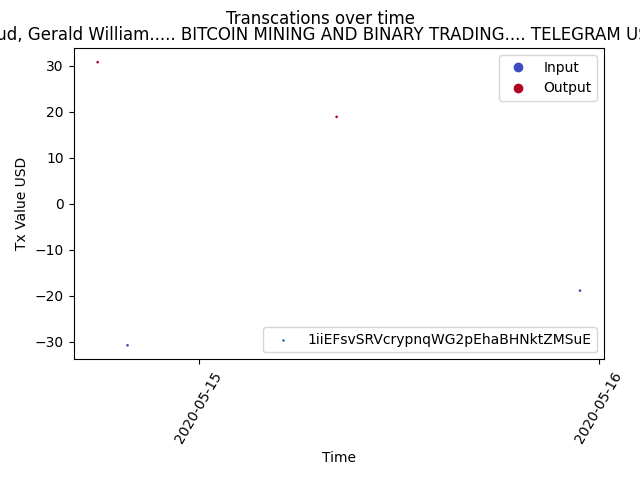 Transcations over time
ud, Gerald William..... BITCOIN MINING AND BINARY TRADING.... TELEGRAM US
Input
Output
30
20
10
0
−10
−20
−30
Tx Value USD
1iiEFsvSRVcrypnqWG2pEhaBHNktZMSuE
2020-05-15
2020-05-16
Time